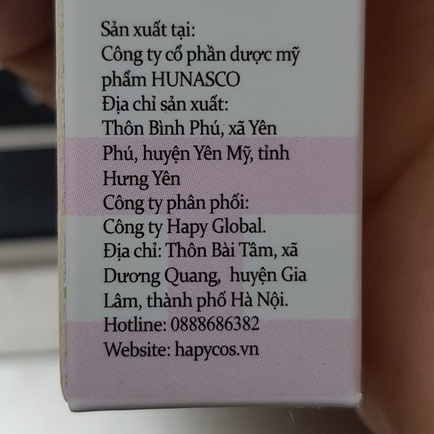 Sản xuất tại:
Công ty cổ phần dược mỹ
phẩm HUNASCO
Địa chỉ sản xuất:
Thôn Bình Phú, xã Yên
Phú, huyện Yên Mỹ, tỉnh
Hưng Yên
Công ty phân phối:
Công ty Hapy Global.
Địa chỉ: Thôn Bài Tâm, xã
Dương Quang, huyện Gia
Lâm, thành phố Hà Nội.
Hotline: 0888686382
Website: hapycos.vn